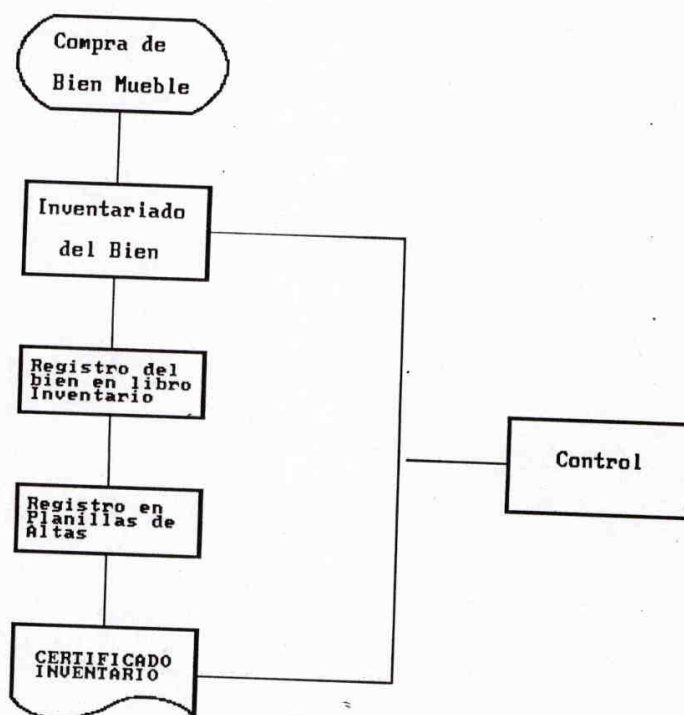 Compra de
Bien Mueble
Inventariado
del Bien
Registro del
bien en libro
Inventario
Registro en
Planillas de
Altas
CERTIFICADO
INVENTARIO
Control